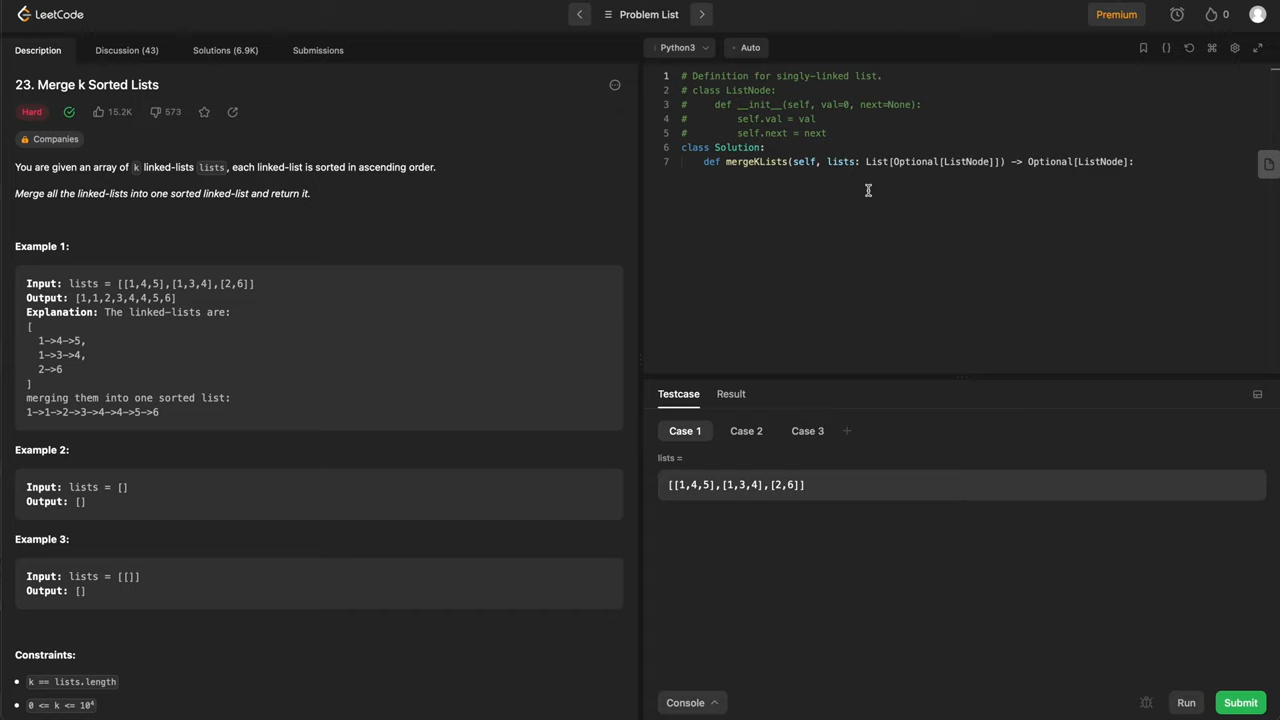 LeetCode
Problem List
Premium
0
Description
Discussion (43)
Solutions (6.9K)
Submissions
23. Merge k Sorted Lists
Hard
15.2K
573
Companies
You are given an array of k linked-lists lists, each linked-list is sorted in ascending order.
Merge all the linked-lists into one sorted linked-list and return it.
Example 1:
Input: lists = [[1,4,5],[1,3,4],[2,6]]
Output: [1,1,2,3,4,4,5,6]
Explanation: The linked-lists are:
[
1->4->5,
1->3->4,
2->6
]
merging them into one sorted list:
1->1->2->3->4->4->5->6
Example 2:
Input: lists = []
Output: []
Example 3:
Input: lists = [[]]
Output: []
Constraints:
• k == lists.length
• 0 <= k <= 10⁴
Python3
• Auto
1 # Definition for singly-linked list.
2 # class ListNode:
3 #     def __init__(self, val=0, next=None):
4 #         self.val = val
5 #         self.next = next
6 class Solution:
7     def mergeKLists(self, lists: List[Optional[ListNode]]) -> Optional[ListNode]:
Testcase
Result
Case 1
Case 2
Case 3
+
lists =
[[1,4,5],[1,3,4],[2,6]]
Console
Run
Submit